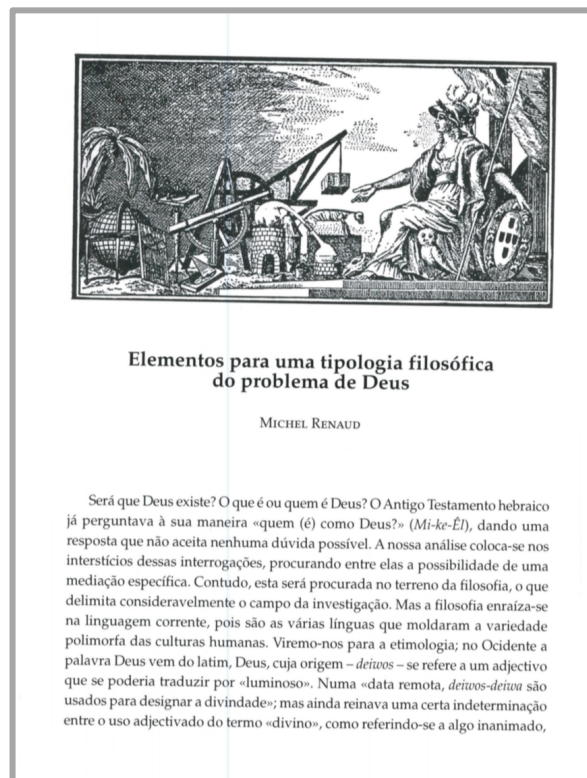 Elementos para uma tipologia filosófica
do problema de Deus
MICHEL RENAUD
Será que Deus existe? O que é ou quem é Deus? O Antigo Testamento hebraico
já perguntava à sua maneira «quem (é) como Deus?» (Mi-ke-Êl), dando uma
resposta que não aceita nenhuma dúvida possível. A nossa análise coloca-se nos
interstícios dessas interrogações, procurando entre elas a possibilidade de uma
mediação específica. Contudo, esta será procurada no terreno da filosofia, o que
delimita consideravelmente o campo da investigação. Mas a filosofia enraíza-se
na linguagem corrente, pois são as várias línguas que moldaram a variedade
polimorfa das culturas humanas. Viremo-nos para a etimologia; no Ocidente a
palavra Deus vem do latim, Deus, cuja origem – deiwos – se refere a um adjectivo
que se poderia traduzir por «luminoso». Numa «data remota, deiwos-deiwa são
usados para designar a divindade»; mas ainda reinava uma certa indeterminação
entre o uso adjectivado do termo «divino», como referindo-se a algo inanimado,